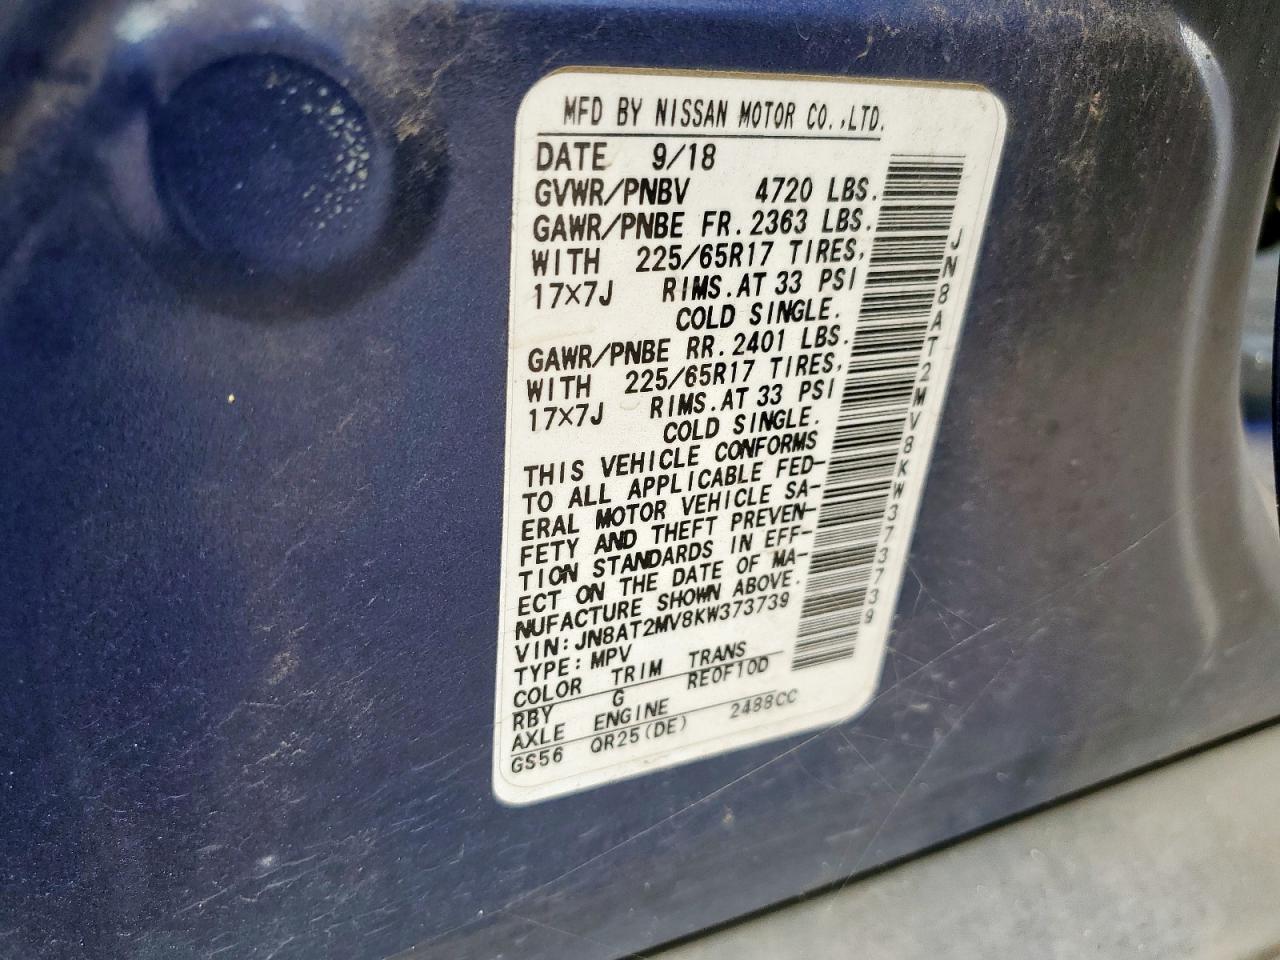 MFD BY NISSAN MOTOR CO.,LTD.
DATE 9/18
GVWR/PNBV 4720 LBS.
GAWR/PNBE FR. 2363 LBS.
WITH 225/65R17 TIRES,
17×7J RIMS. AT 33 PSI
COLD SINGLE.
GAWR/PNBE RR. 2401 LBS.
WITH 225/65R17 TIRES,
17×7J RIMS. AT 33 PSI
COLD SINGLE.
THIS VEHICLE CONFORMS
TO ALL APPLICABLE FED-
ERAL MOTOR VEHICLE SA-
FETY AND THEFT PREVEN-
TION STANDARDS IN EFF-
ECT ON THE DATE OF MA-
NUFACTURE SHOWN ABOVE.
VIN: JN8AT2MV8KW373739
TYPE: MPV
COLOR TRIM TRANS
RBY G RE0F10D
AXLE ENGINE
GS56 QR25(DE) 2488CC
JN8AT2MV8KW373739